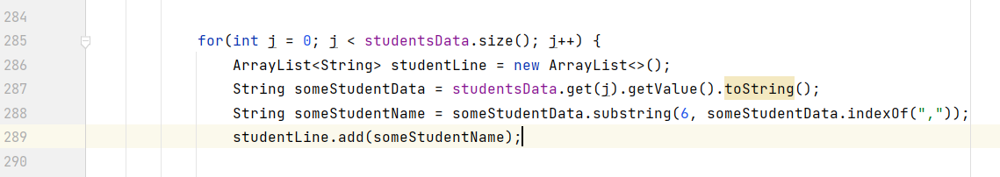 284
285 for(int j = 0; j < studentsData.size(); j++) {
286 ArrayList<String> studentLine = new ArrayList<>();
287 String someStudentData = studentsData.get(j).getValue().toString();
288 String someStudentName = someStudentData.substring(6, someStudentData.indexOf(","));
289 studentLine.add(someStudentName);
290